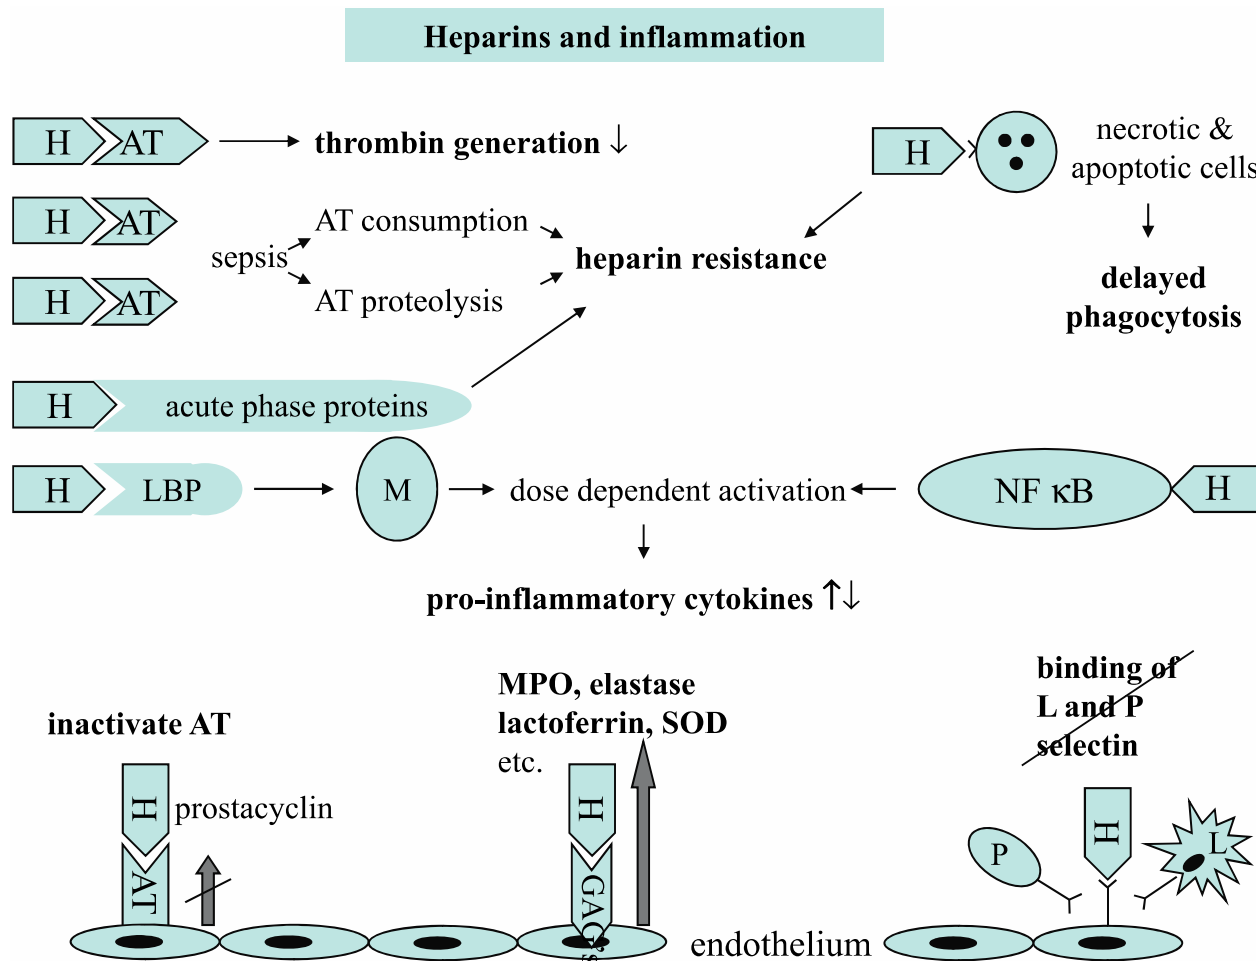 Heparins and inflammation
H AT thrombin generation ↓
H necrotic &
apoptotic cells
H AT AT consumption
sepsis heparin resistance
H AT AT proteolysis
delayed
phagocytosis
H acute phase proteins
H LBP M dose dependent activation NF κB H
pro-inflammatory cytokines ↑↓
inactivate AT
MPO, elastase
lactoferrin, SOD
etc.
binding of
L and P
selectin
H prostacyclin
AT
H
GAG's
P H L
endothelium